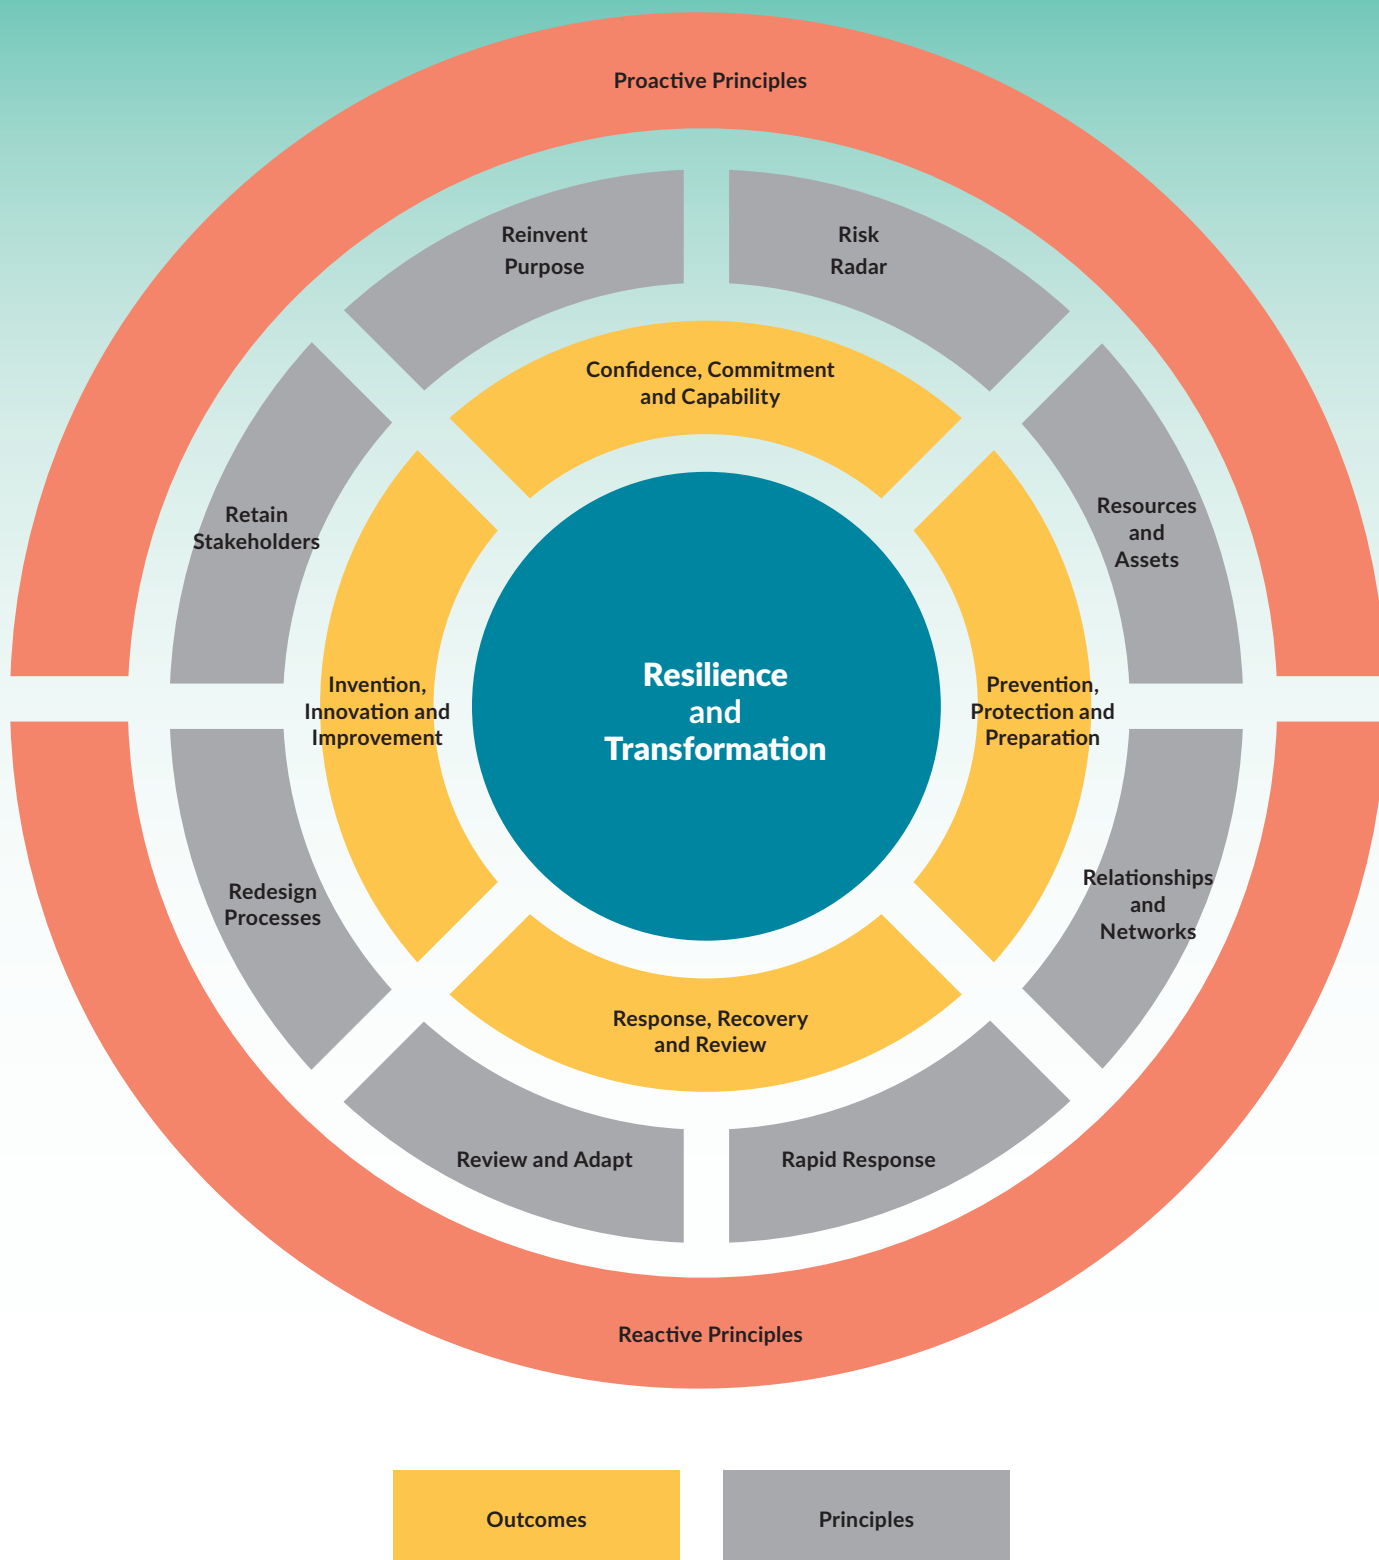 Proactive Principles
Reinvent
Purpose
Risk
Radar
Confidence, Commitment
and Capability
Retain
Stakeholders
Resources
and
Assets
Invention,
Innovation and
Improvement
Resilience
and
Transformation
Prevention,
Protection and
Preparation
Redesign
Processes
Relationships
and
Networks
Response, Recovery
and Review
Review and Adapt
Rapid Response
Reactive Principles
Outcomes
Principles